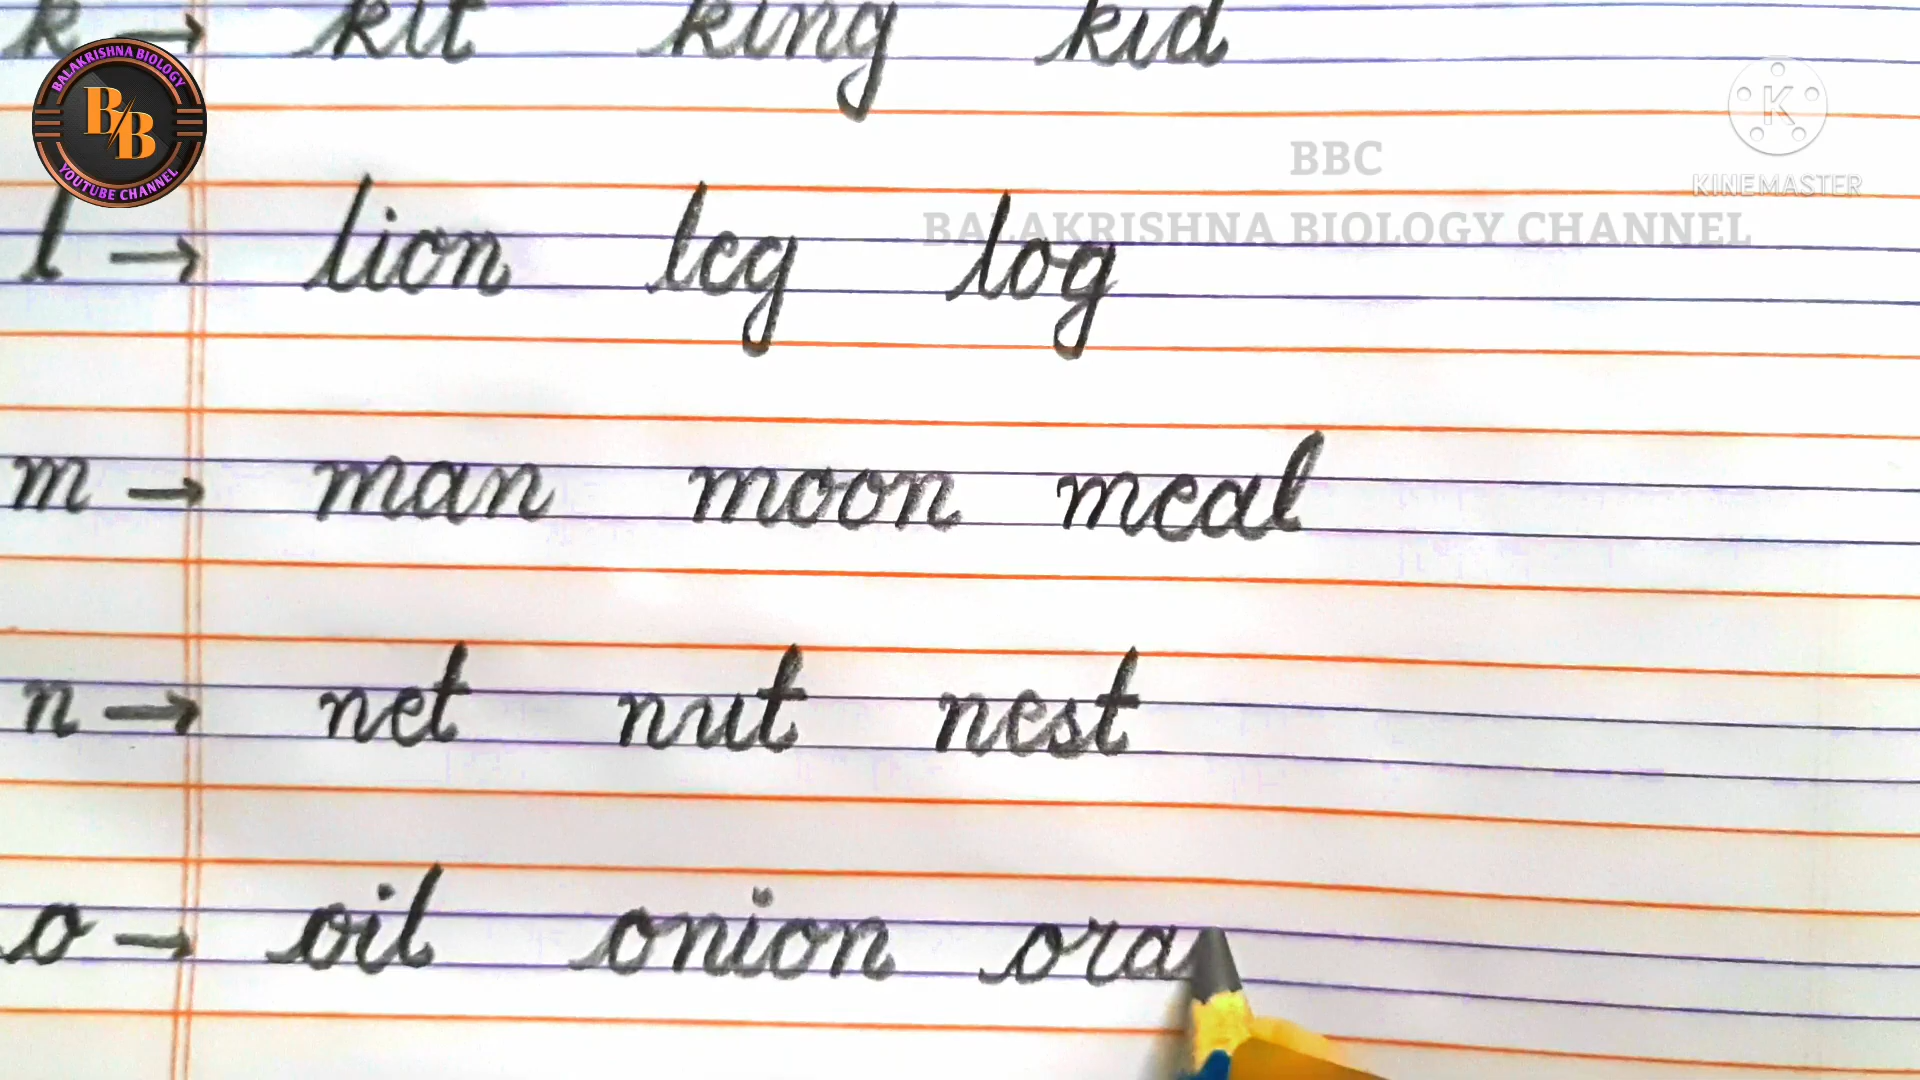 k → kit king kid
BALAKRISHNA BIOLOGY
BB
YOUTUBE CHANNEL
K
KINEMASTER
BBC
BALAKRISHNA BIOLOGY CHANNEL
l → lion leg log
m → man moon meal
n → net nut nest
o → oil onion ora